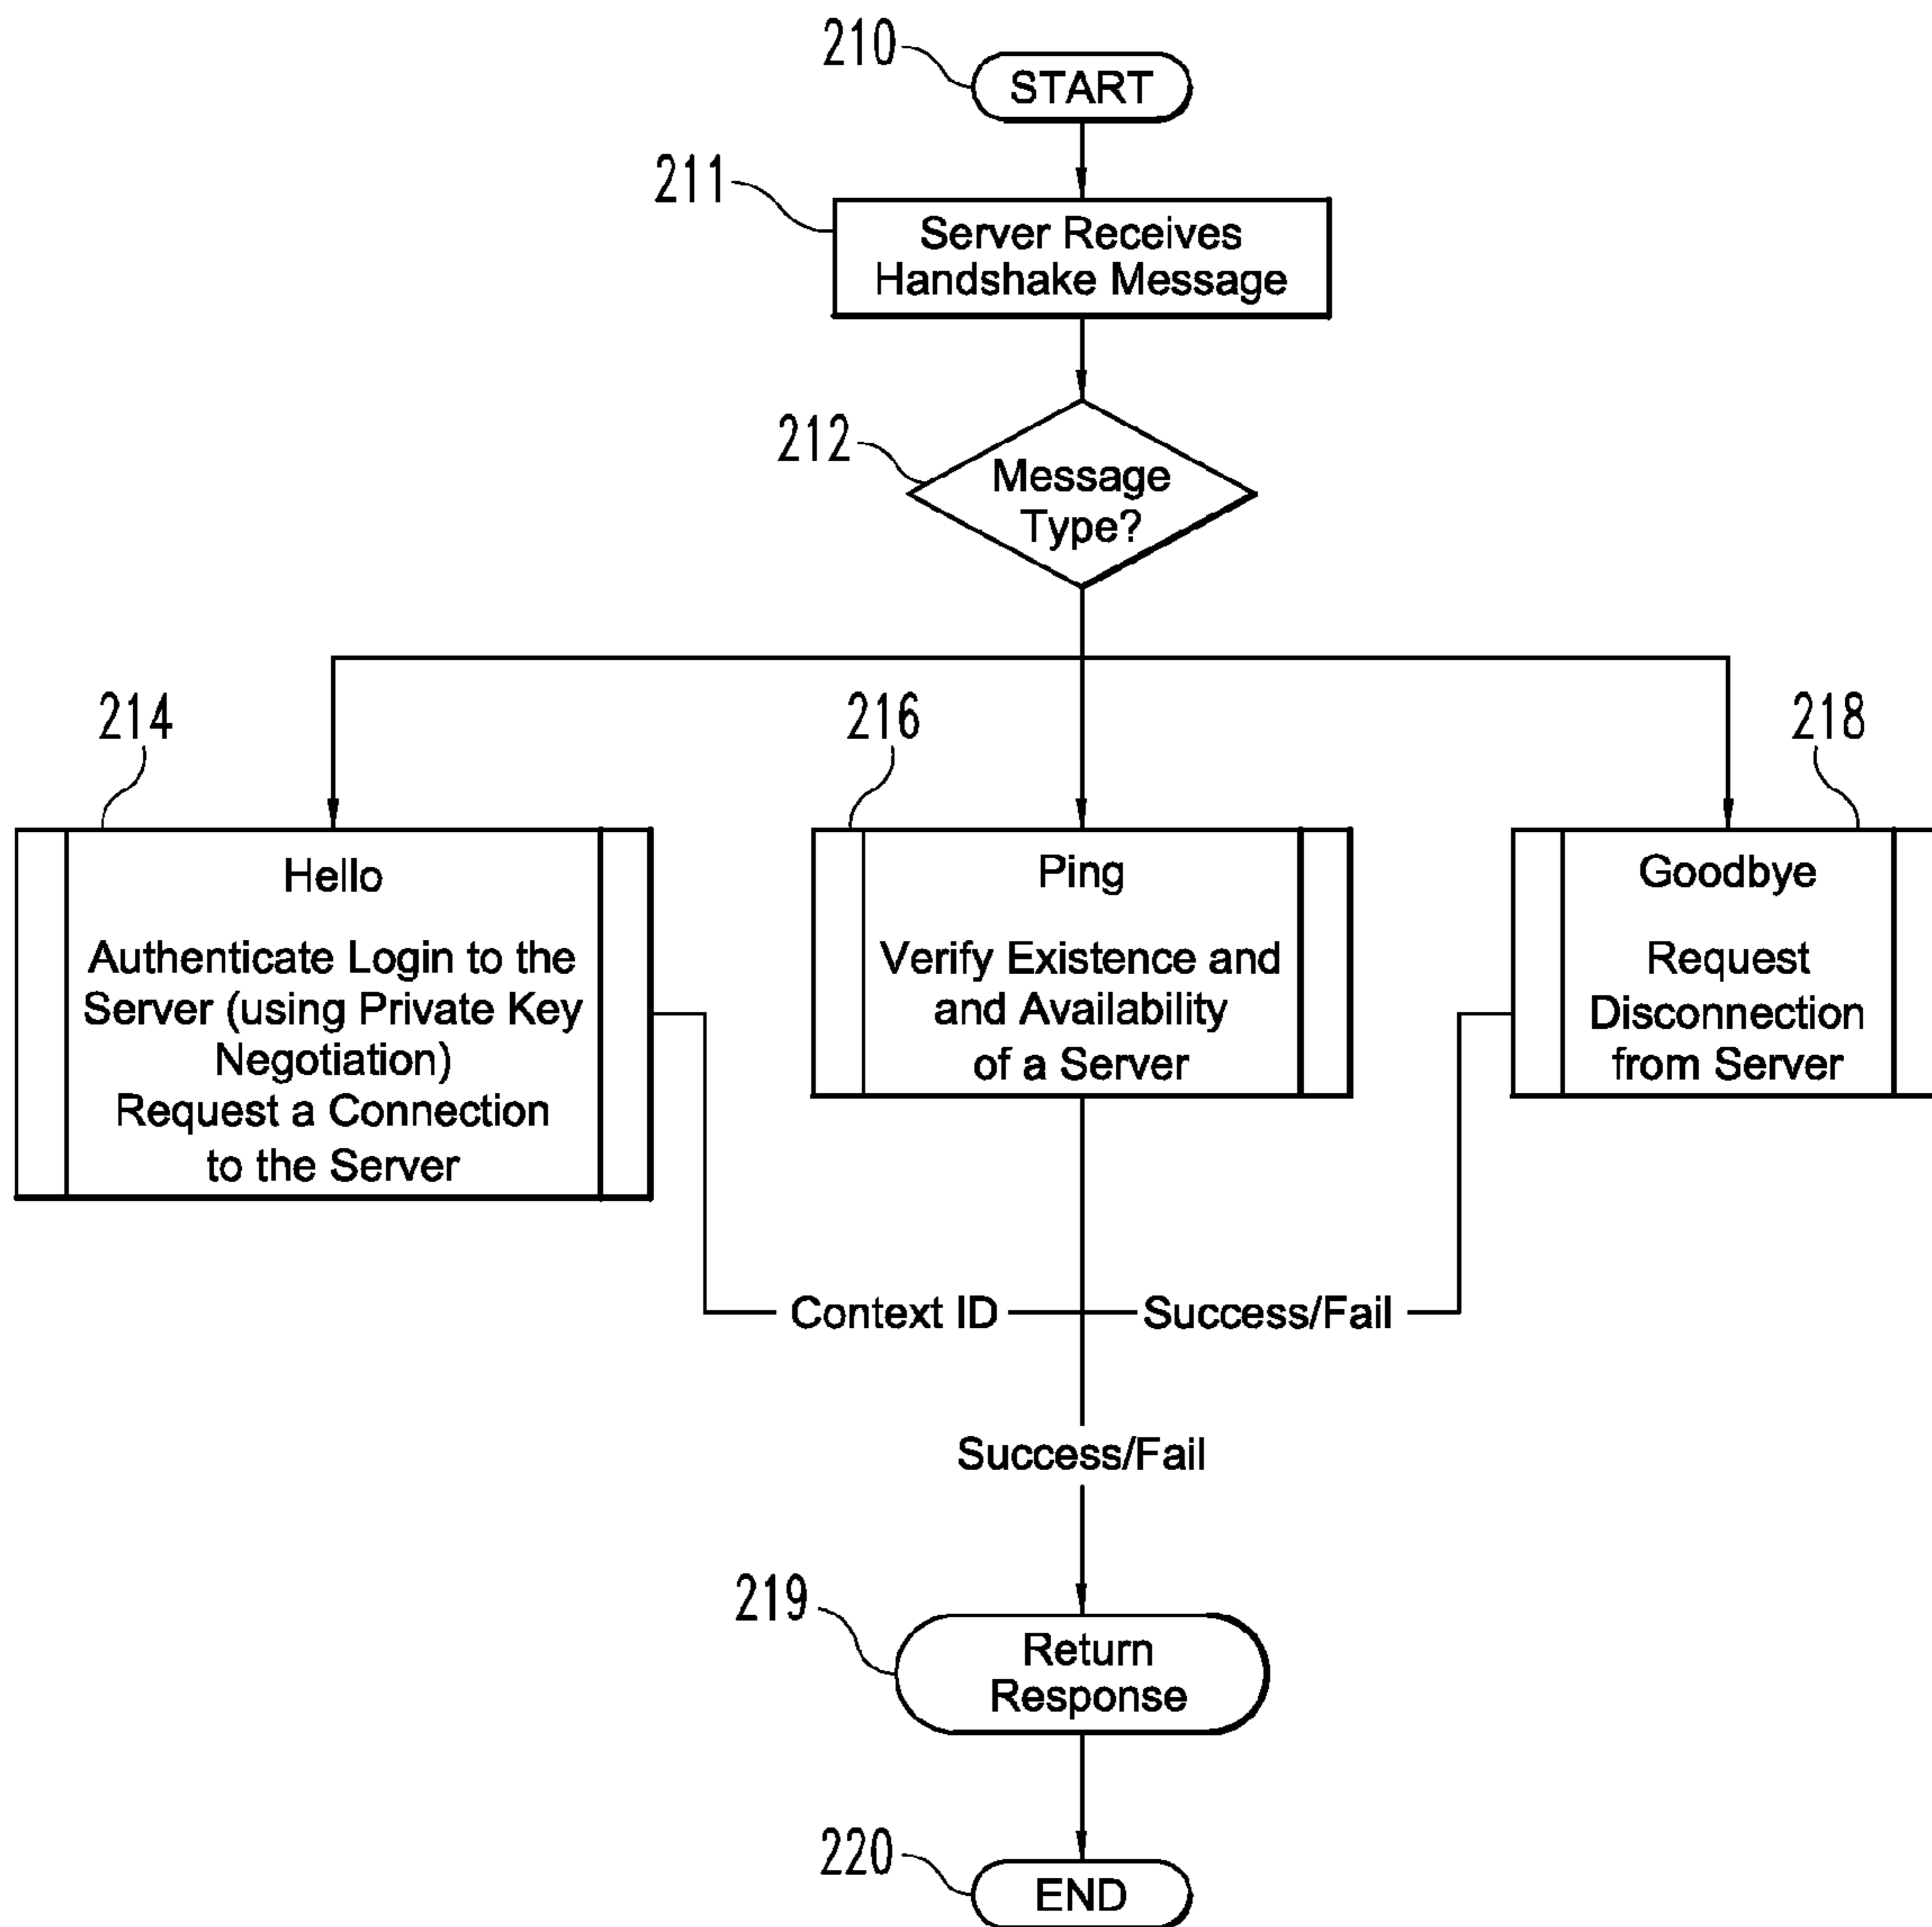 210
START
211
Server Receives
Handshake Message
212
Message
Type?
214
216
218
Hello
Authenticate Login to the
Server (using Private Key
Negotiation)
Request a Connection
to the Server
Ping
Verify Existence and
and Availability
of a Server
Goodbye
Request
Disconnection
from Server
Context ID
Success/Fail
Success/Fail
219
Return
Response
220
END